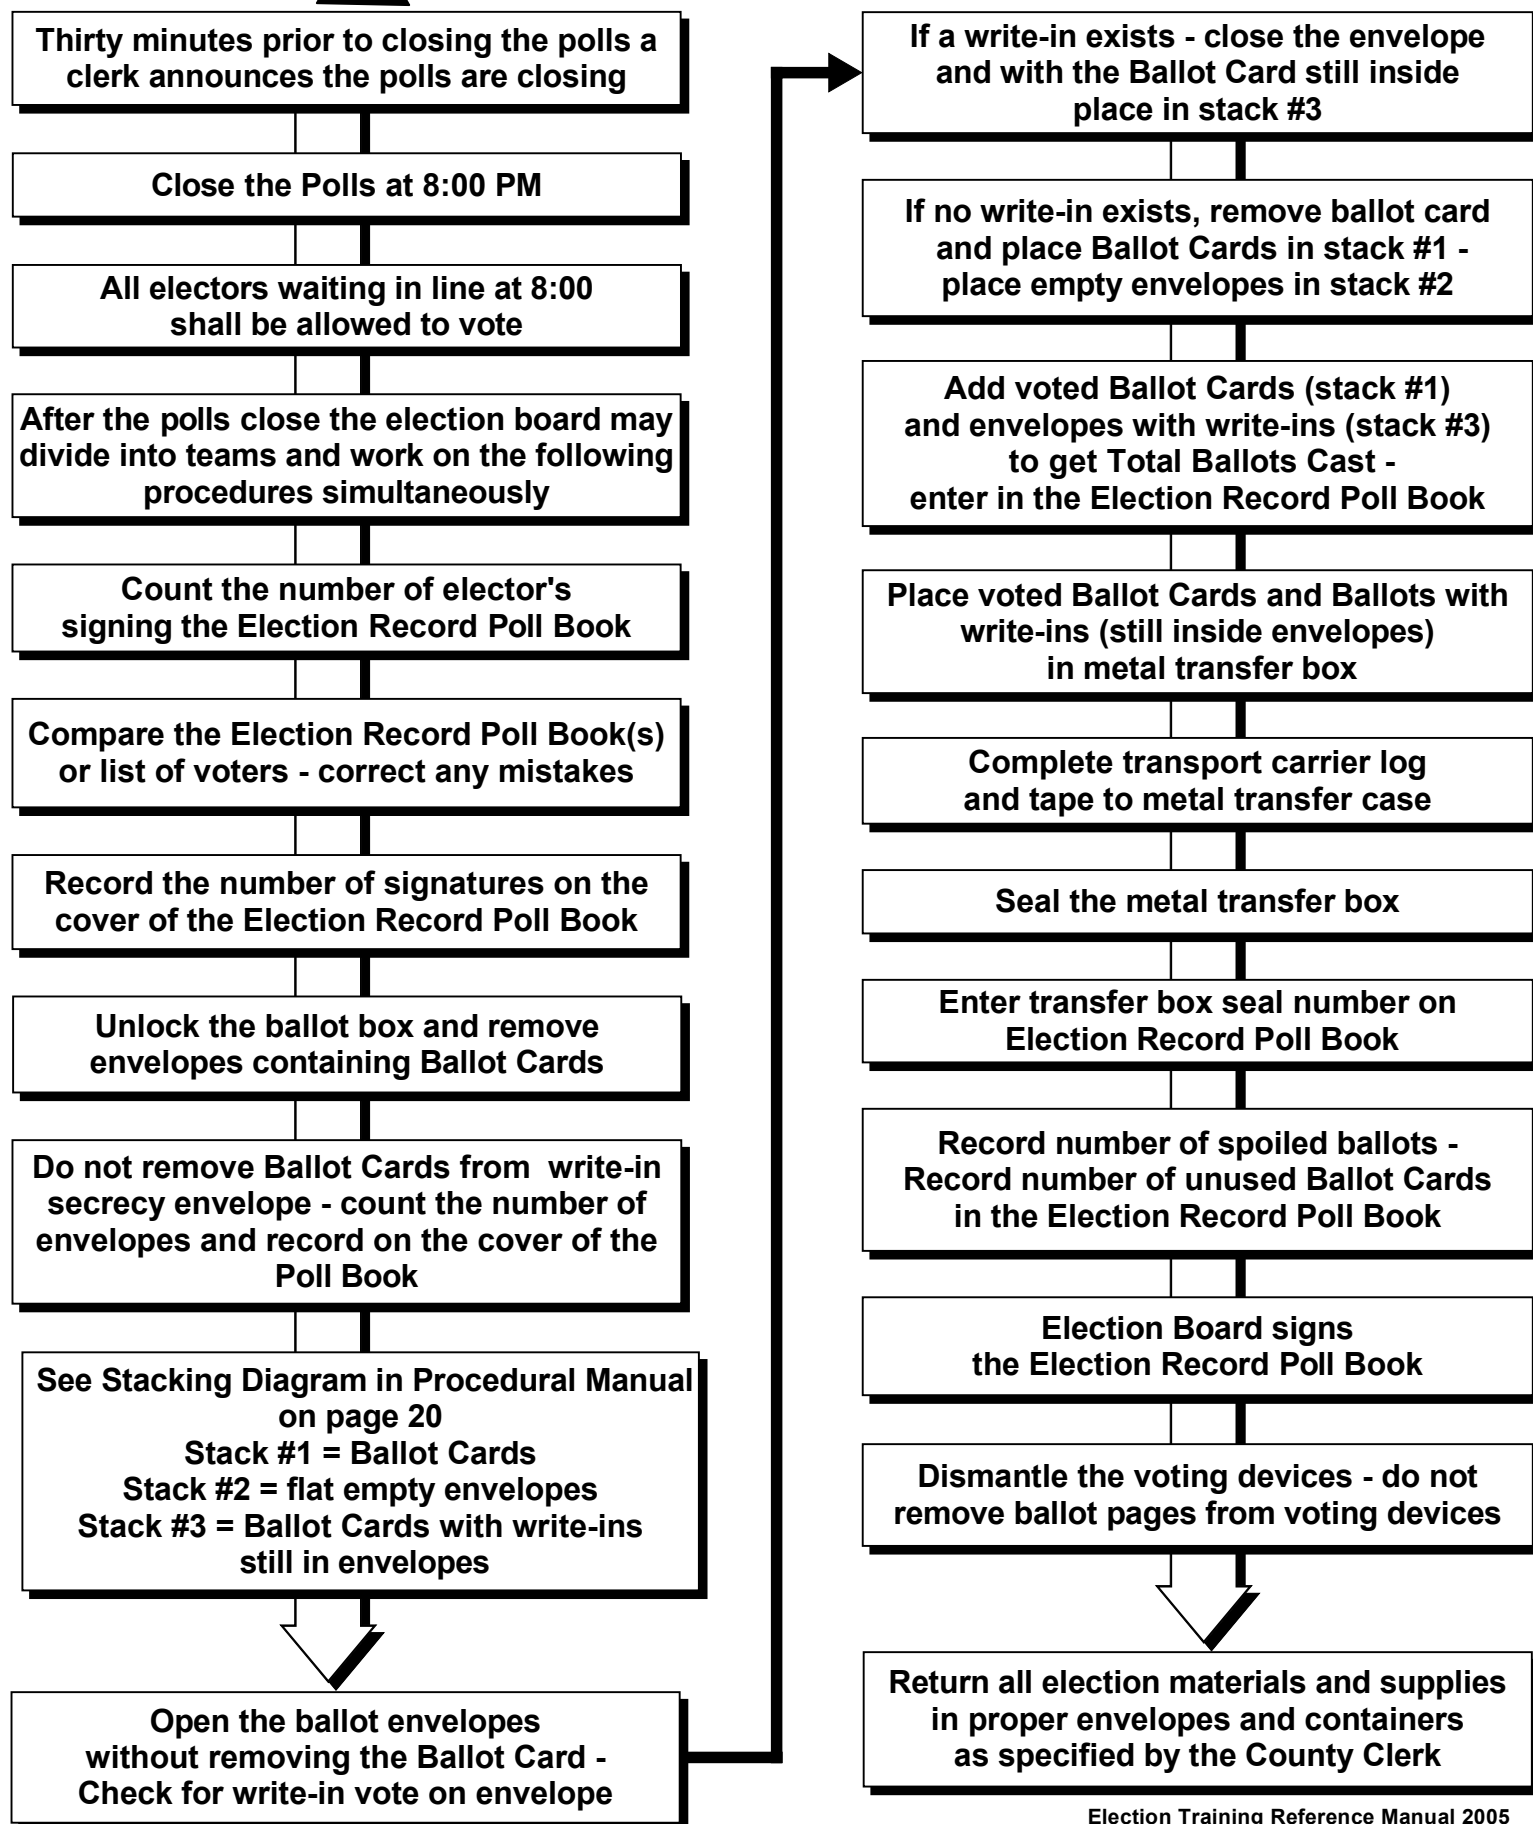 Thirty minutes prior to closing the polls a
clerk announces the polls are closing
Close the Polls at 8:00 PM
All electors waiting in line at 8:00
shall be allowed to vote
After the polls close the election board may
divide into teams and work on the following
procedures simultaneously
Count the number of elector's
signing the Election Record Poll Book
Compare the Election Record Poll Book(s)
or list of voters - correct any mistakes
Record the number of signatures on the
cover of the Election Record Poll Book
Unlock the ballot box and remove
envelopes containing Ballot Cards
Do not remove Ballot Cards from  write-in
secrecy envelope - count the number of
envelopes and record on the cover of the
Poll Book
See Stacking Diagram in Procedural Manual
on page 20
Stack #1 = Ballot Cards
Stack #2 = flat empty envelopes
Stack #3 = Ballot Cards with write-ins
still in envelopes
Open the ballot envelopes
without removing the Ballot Card -
Check for write-in vote on envelope
If a write-in exists - close the envelope
and with the Ballot Card still inside
place in stack #3
If no write-in exists, remove ballot card
and place Ballot Cards in stack #1 -
place empty envelopes in stack #2
Add voted Ballot Cards (stack #1)
and envelopes with write-ins (stack #3)
to get Total Ballots Cast -
enter in the Election Record Poll Book
Place voted Ballot Cards and Ballots with
write-ins (still inside envelopes)
in metal transfer box
Complete transport carrier log
and tape to metal transfer case
Seal the metal transfer box
Enter transfer box seal number on
Election Record Poll Book
Record number of spoiled ballots -
Record number of unused Ballot Cards
in the Election Record Poll Book
Election Board signs
the Election Record Poll Book
Dismantle the voting devices - do not
remove ballot pages from voting devices
Return all election materials and supplies
in proper envelopes and containers
as specified by the County Clerk
Election Training Reference Manual 2005